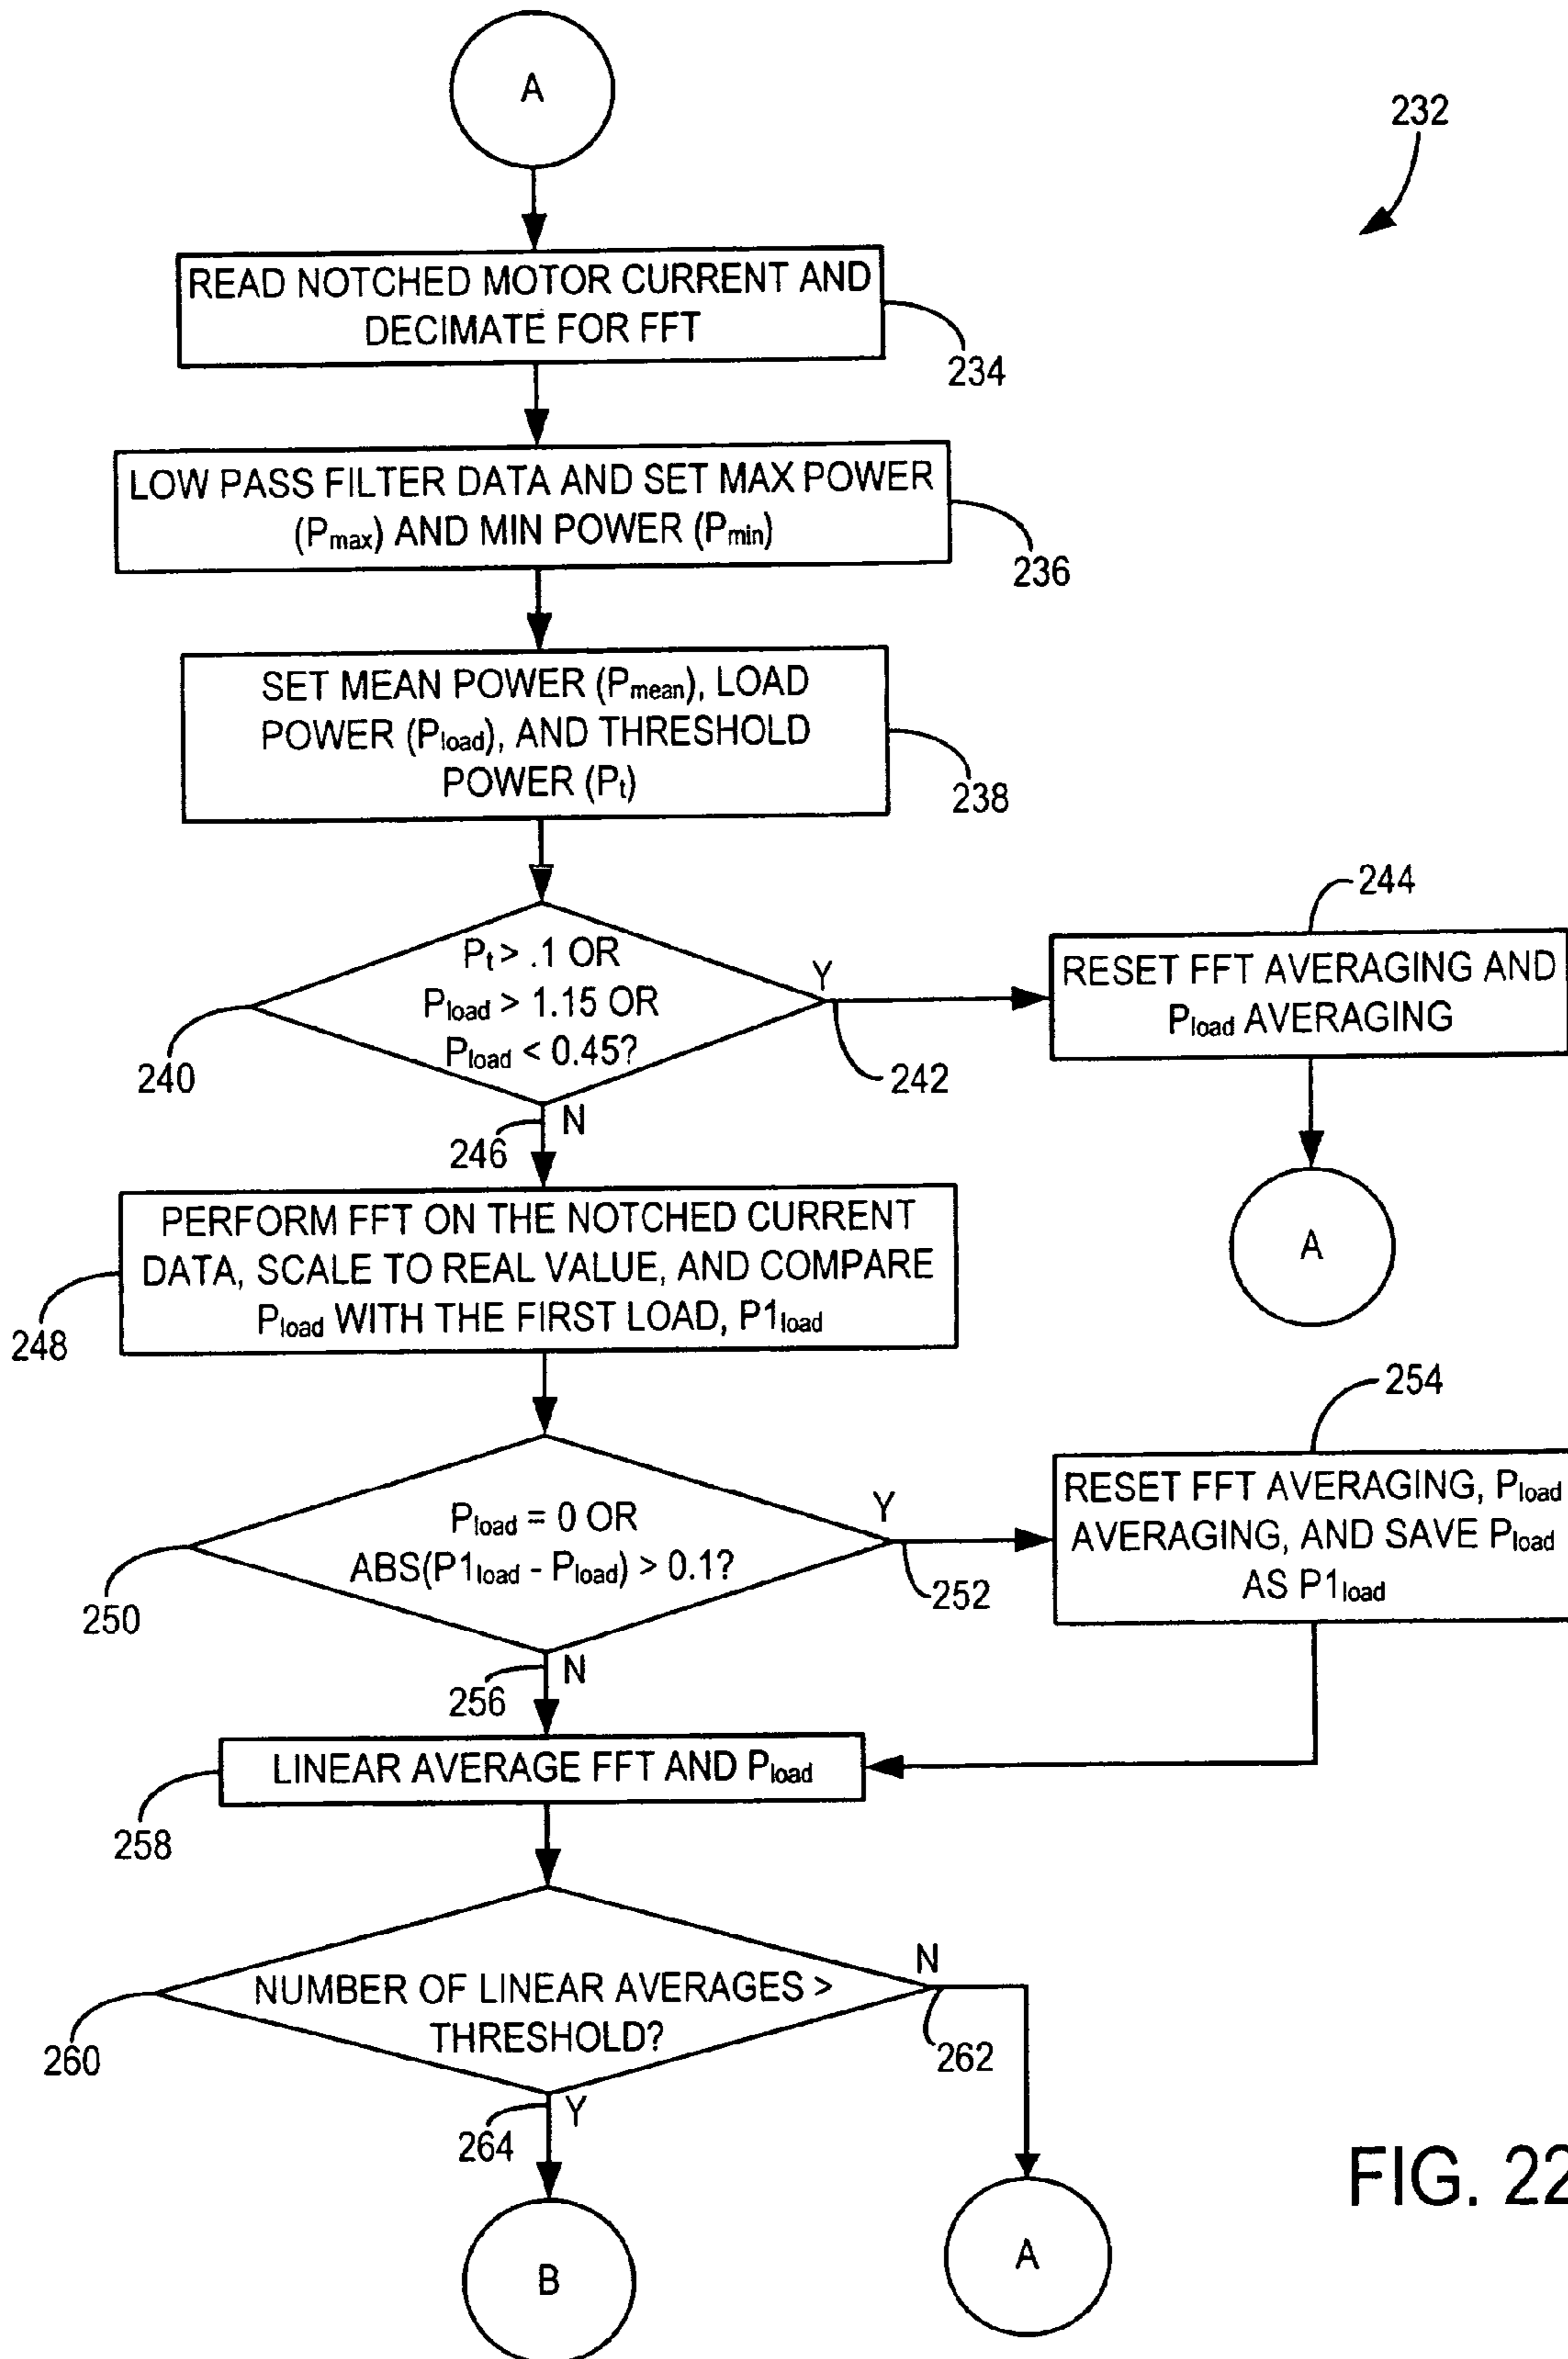 A
232
READ NOTCHED MOTOR CURRENT AND
DECIMATE FOR FFT
234
LOW PASS FILTER DATA AND SET MAX POWER
(Pmax) AND MIN POWER (Pmin)
236
SET MEAN POWER (Pmean), LOAD
POWER (Pload), AND THRESHOLD
POWER (Pt)
238
Pt > .1 OR
Pload > 1.15 OR
Pload < 0.45?
240
Y
242
244
RESET FFT AVERAGING AND
Pload AVERAGING
A
N
246
PERFORM FFT ON THE NOTCHED CURRENT
DATA, SCALE TO REAL VALUE, AND COMPARE
Pload WITH THE FIRST LOAD, P1load
248
Pload = 0 OR
ABS(P1load - Pload) > 0.1?
250
Y
252
254
RESET FFT AVERAGING, Pload
AVERAGING, AND SAVE Pload
AS P1load
N
256
LINEAR AVERAGE FFT AND Pload
258
NUMBER OF LINEAR AVERAGES >
THRESHOLD?
260
N
262
Y
264
B
A
FIG. 22